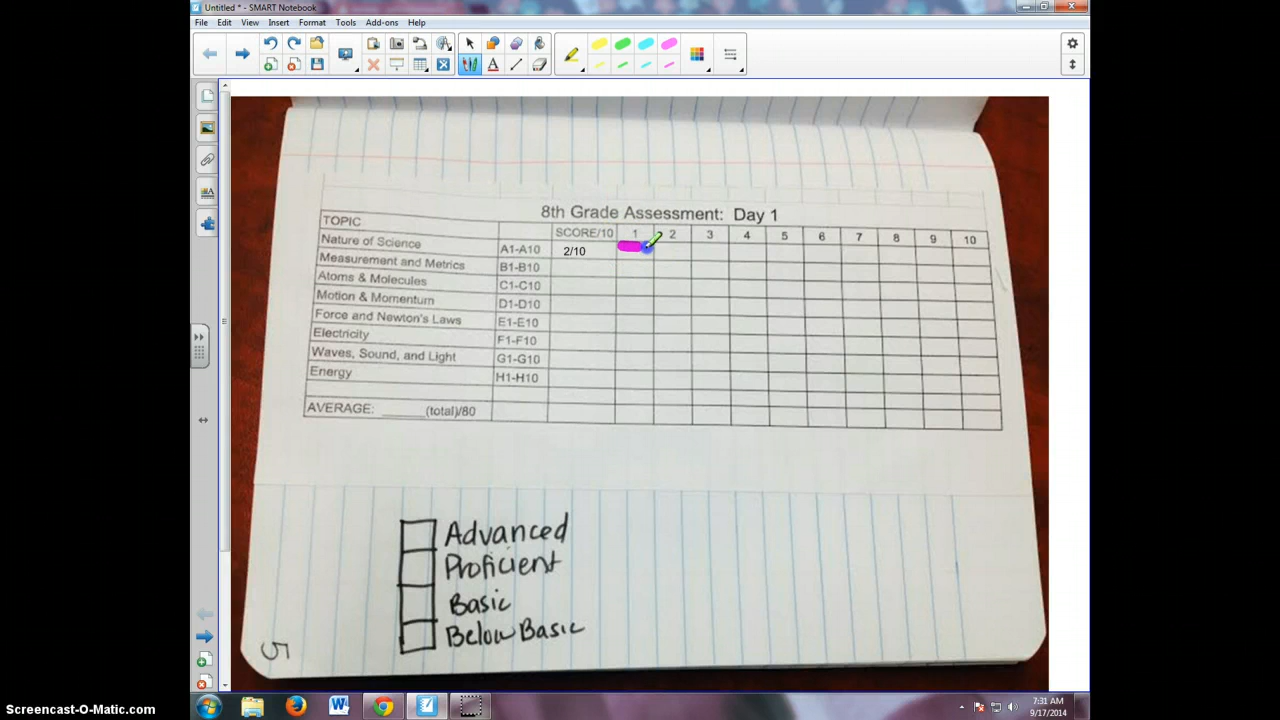 Untitled * - SMART Notebook
File Edit View Insert Format Tools Add-ons Help
8th Grade Assessment: Day 1
TOPIC SCORE/10 1 2 3 4 5 6 7 8 9 10
Nature of Science A1-A10 2/10
Measurement and Metrics B1-B10
Atoms & Molecules C1-C10
Motion & Momentum D1-D10
Force and Newton's Laws E1-E10
Electricity F1-F10
Waves, Sound, and Light G1-G10
Energy H1-H10
AVERAGE: ______(total)/80
Advanced
Proficient
Basic
Below Basic
5
7:31 AM
9/17/2014
Screencast-O-Matic.com